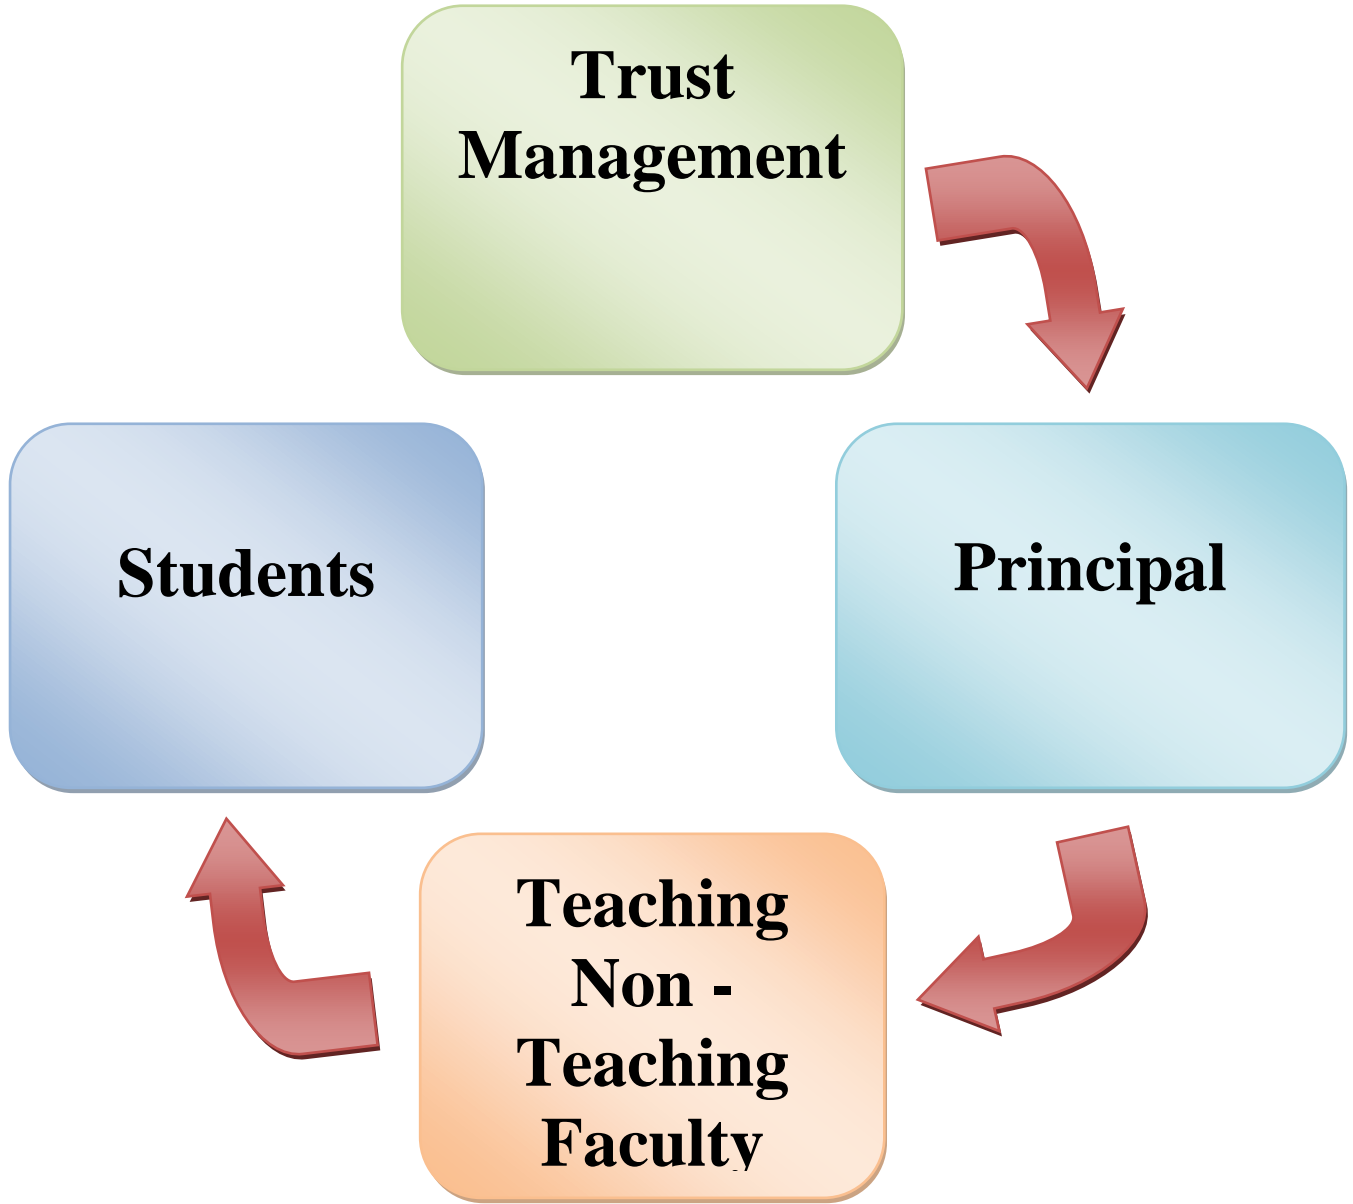 Trust
Management
Students
Principal
Teaching
Non -
Teaching
Faculty